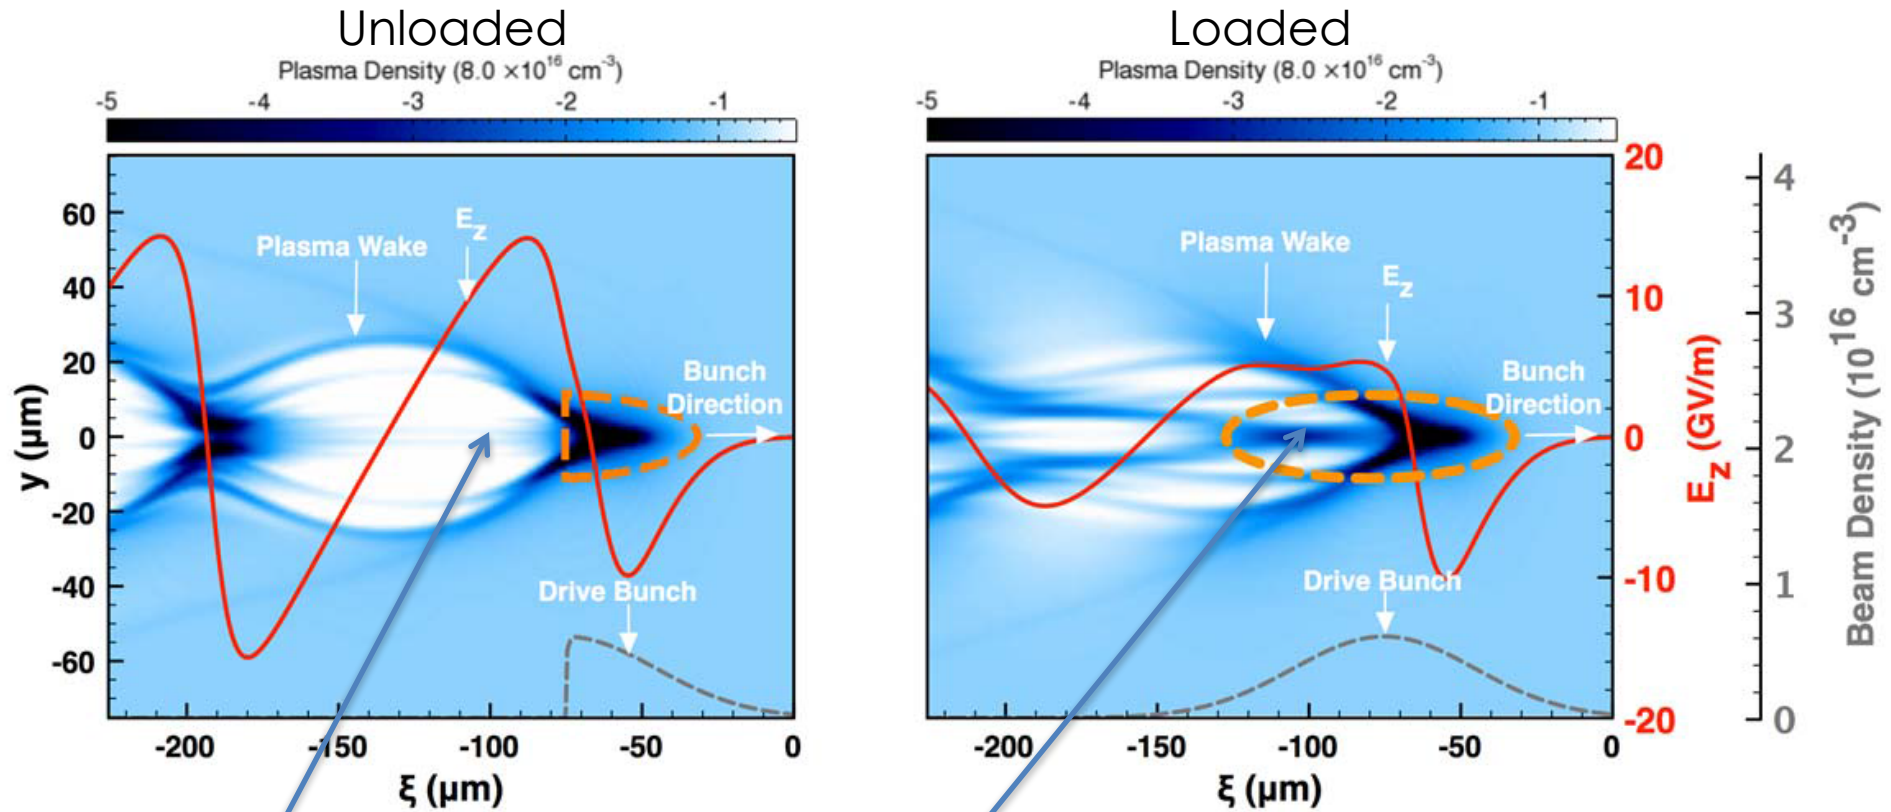 Unloaded
Plasma Density (8.0 ×10¹⁶ cm⁻³)
-5 -4 -3 -2 -1
60
40
20
0
-20
-40
-60
y (µm)
Plasma Wake
E_z
Bunch
Direction
Drive Bunch
-200 -150 -100 -50 0
ξ (µm)
Loaded
Plasma Density (8.0 ×10¹⁶ cm⁻³)
-5 -4 -3 -2 -1
Plasma Wake
E_z
Bunch
Direction
Drive Bunch
-200 -150 -100 -50 0
ξ (µm)
20
10
0
-10
-20
E_z (GV/m)
4
3
2
1
0
Beam Density (10¹⁶ cm⁻³)